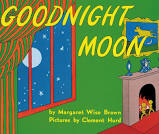 GOODNIGHT
MOON
by Margaret Wise Brown
Pictures by Clement Hurd